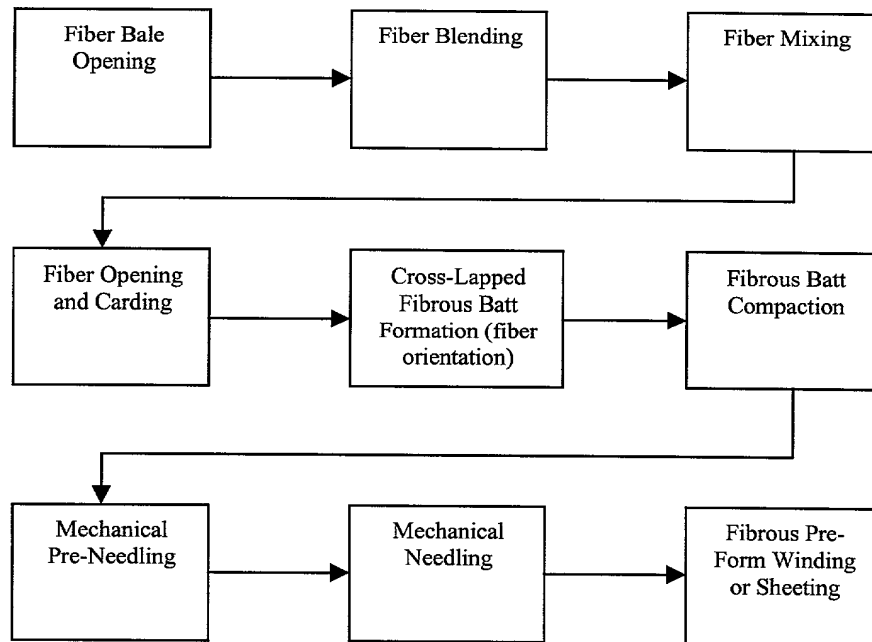 Fiber Bale
Opening
Fiber Blending
Fiber Mixing
Fiber Opening
and Carding
Cross-Lapped
Fibrous Batt
Formation (fiber
orientation)
Fibrous Batt
Compaction
Mechanical
Pre-Needling
Mechanical
Needling
Fibrous Pre-
Form Winding
or Sheeting